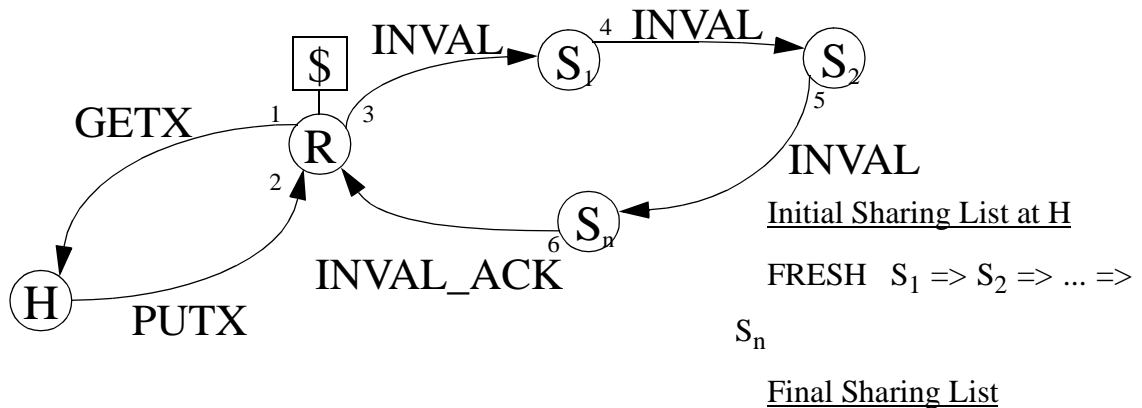 INVAL
4
INVAL
$
S1
S2
1
3
5
GETX
R
2
INVAL
Sn
Initial Sharing List at H
6
INVAL_ACK
FRESH S1 => S2 => ... =>
H
PUTX
Sn
Final Sharing List